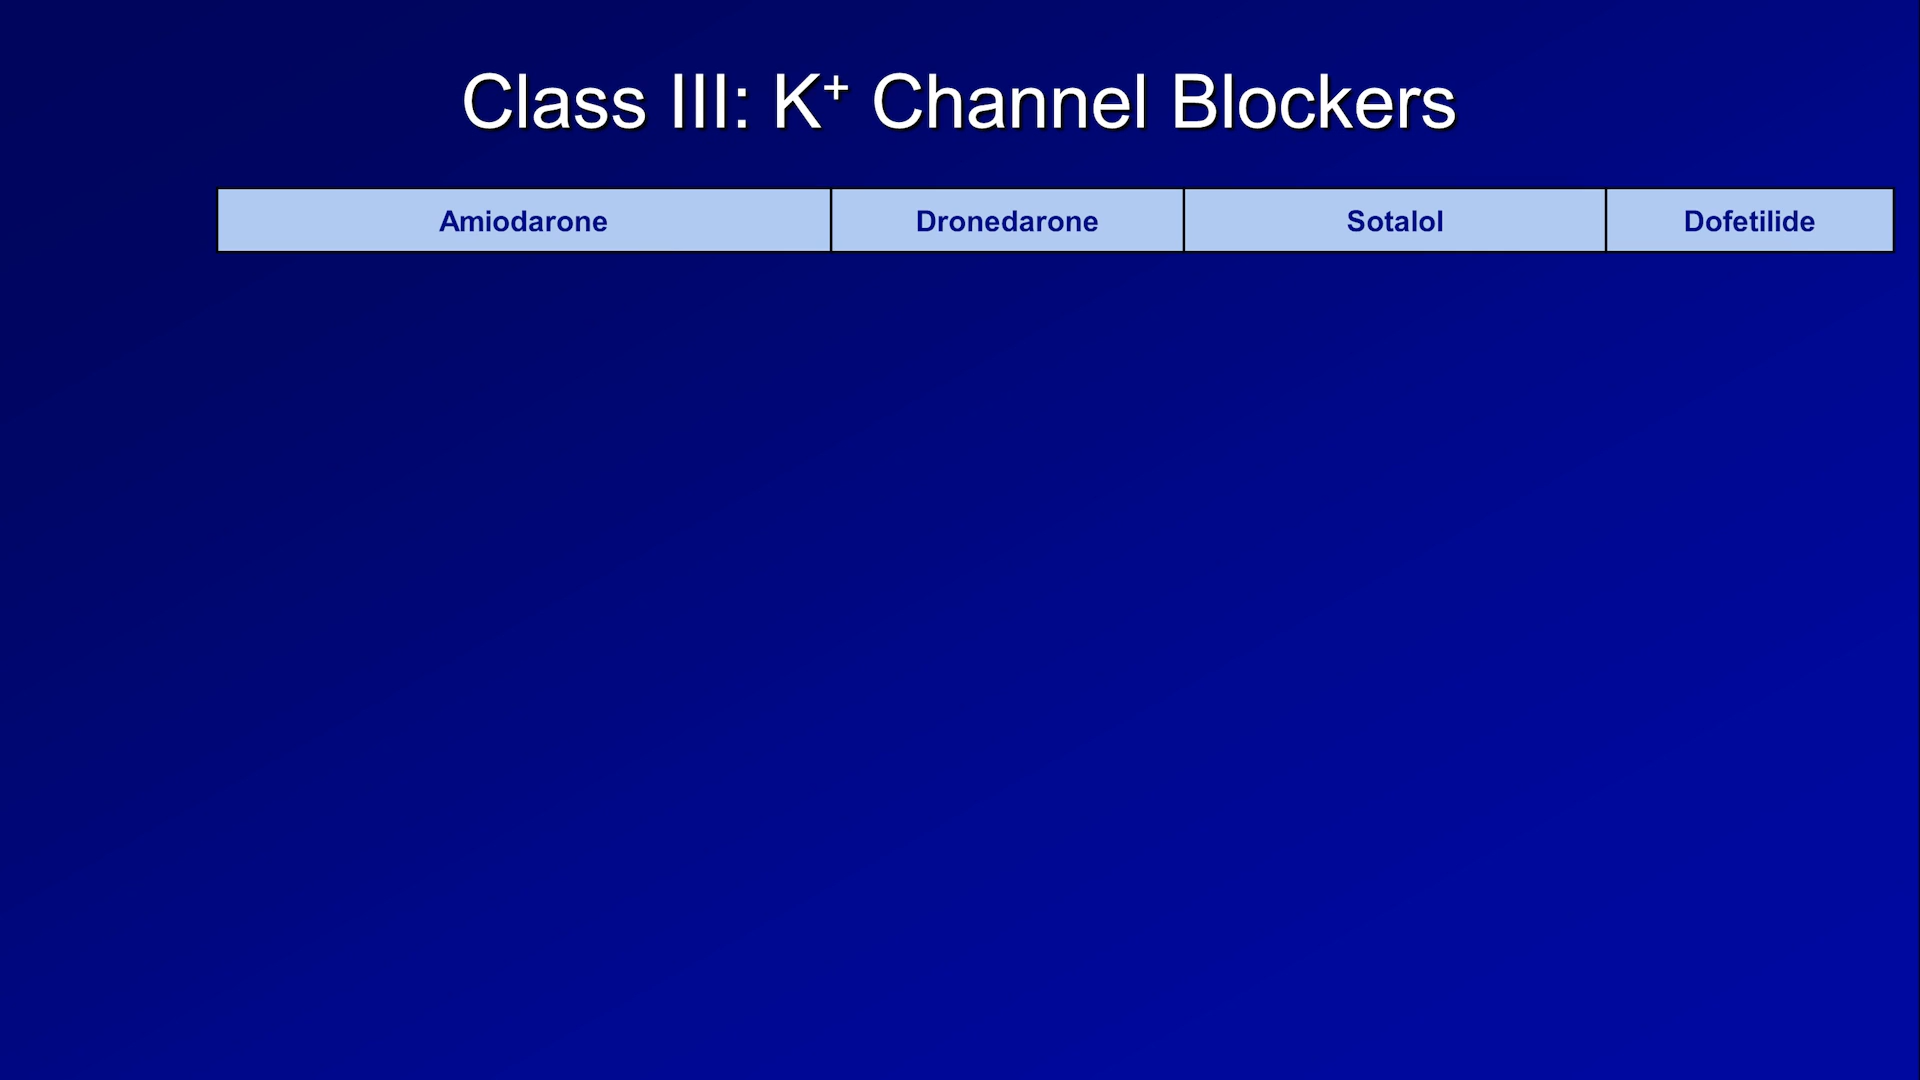 Class III: K⁺ Channel Blockers
Amiodarone Dronedarone Sotalol Dofetilide